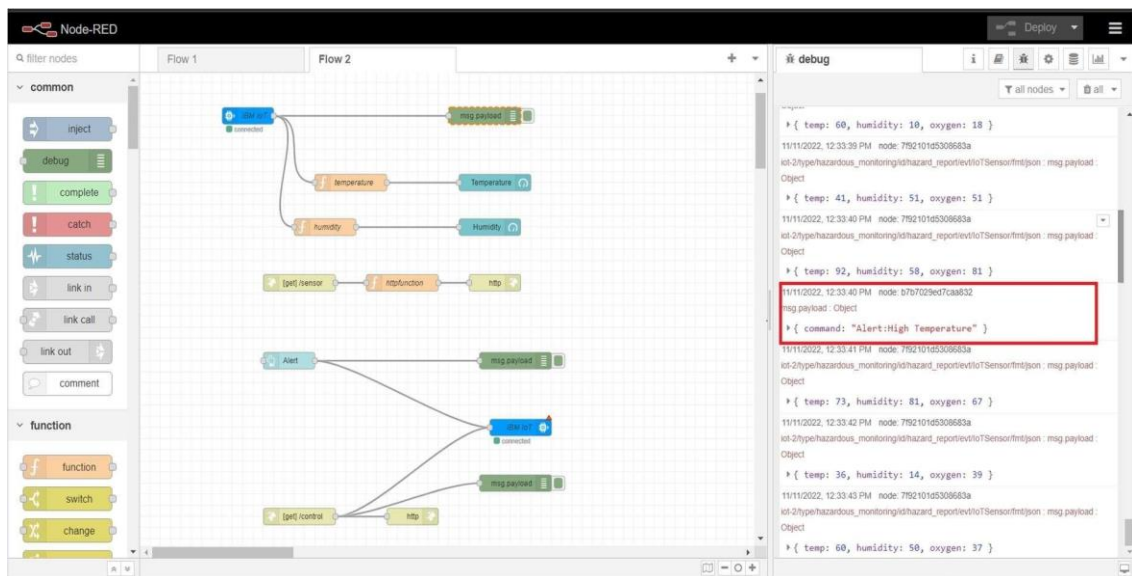 Node-RED
Deploy
filter nodes
Flow 1
Flow 2
debug
i
all nodes
all
common
inject
debug
complete
catch
status
link in
link call
link out
comment
function
function
switch
change
IBM IoT
connected
msg.payload
temperature
Temperature
humidity
Humidity
[get] /sensor
httpfunction
http
Alert
msg.payload
IBM IoT
connected
msg.payload
[get] /control
http
{ temp: 60, humidity: 10, oxygen: 18 }
11/11/2022, 12:33:39 PM node: 7f92101d5308683a
iot-2/type/hazardous_monitoring/id/hazard_report/evt/IoTSensor/fmt/json : msg.payload :
Object
{ temp: 41, humidity: 51, oxygen: 51 }
11/11/2022, 12:33:40 PM node: 7f92101d5308683a
iot-2/type/hazardous_monitoring/id/hazard_report/evt/IoTSensor/fmt/json : msg.payload :
Object
{ temp: 92, humidity: 58, oxygen: 81 }
11/11/2022, 12:33:40 PM node: b7b7029ed7caa832
msg.payload : Object
{ command: "Alert:High Temperature" }
11/11/2022, 12:33:41 PM node: 7f92101d5308683a
iot-2/type/hazardous_monitoring/id/hazard_report/evt/IoTSensor/fmt/json : msg.payload :
Object
{ temp: 73, humidity: 81, oxygen: 67 }
11/11/2022, 12:33:42 PM node: 7f92101d5308683a
iot-2/type/hazardous_monitoring/id/hazard_report/evt/IoTSensor/fmt/json : msg.payload :
Object
{ temp: 36, humidity: 14, oxygen: 39 }
11/11/2022, 12:33:43 PM node: 7f92101d5308683a
iot-2/type/hazardous_monitoring/id/hazard_report/evt/IoTSensor/fmt/json : msg.payload :
Object
{ temp: 60, humidity: 50, oxygen: 37 }